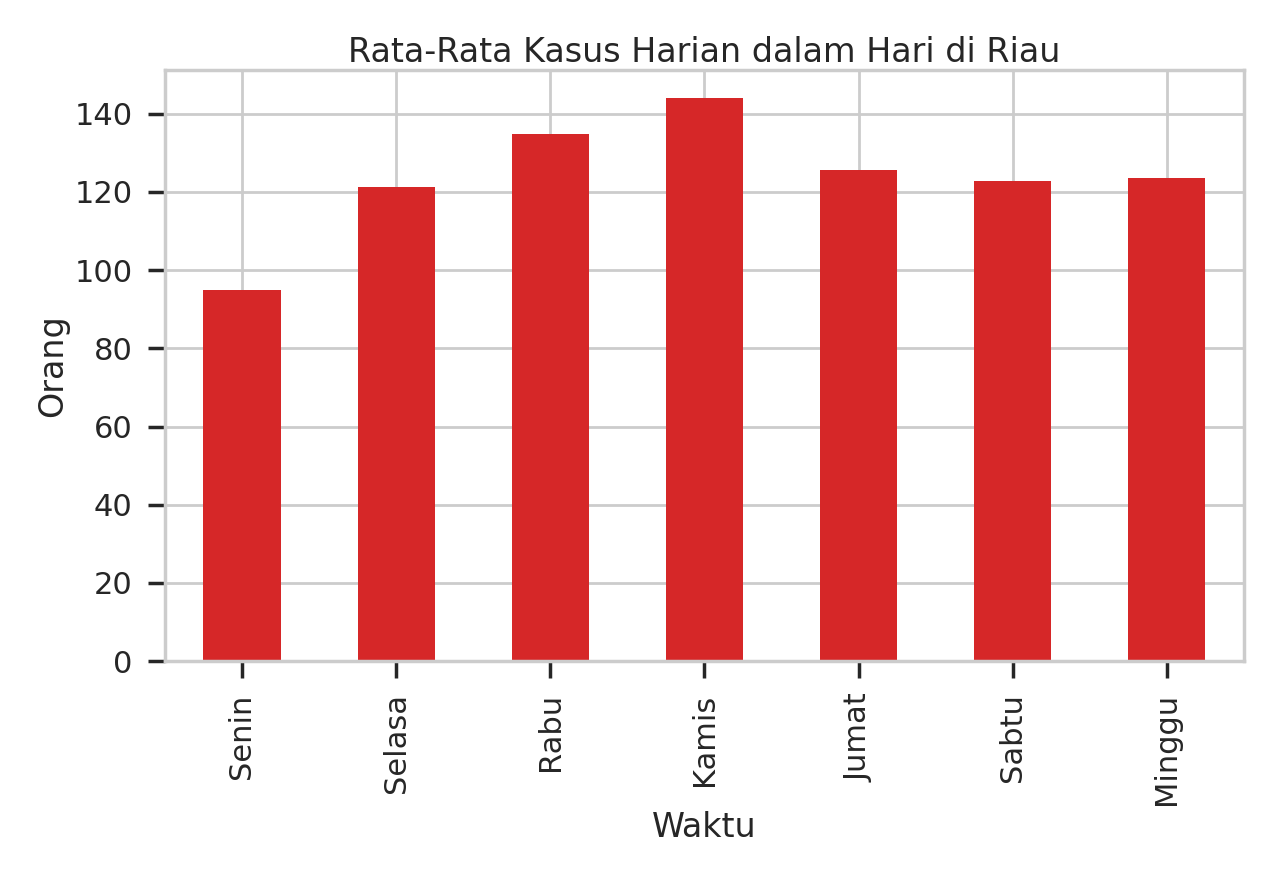 Rata-Rata Kasus Harian dalam Hari di Riau
140
120
100
80
60
40
20
0
Orang
Senin
Selasa
Rabu
Kamis
Jumat
Sabtu
Minggu
Waktu